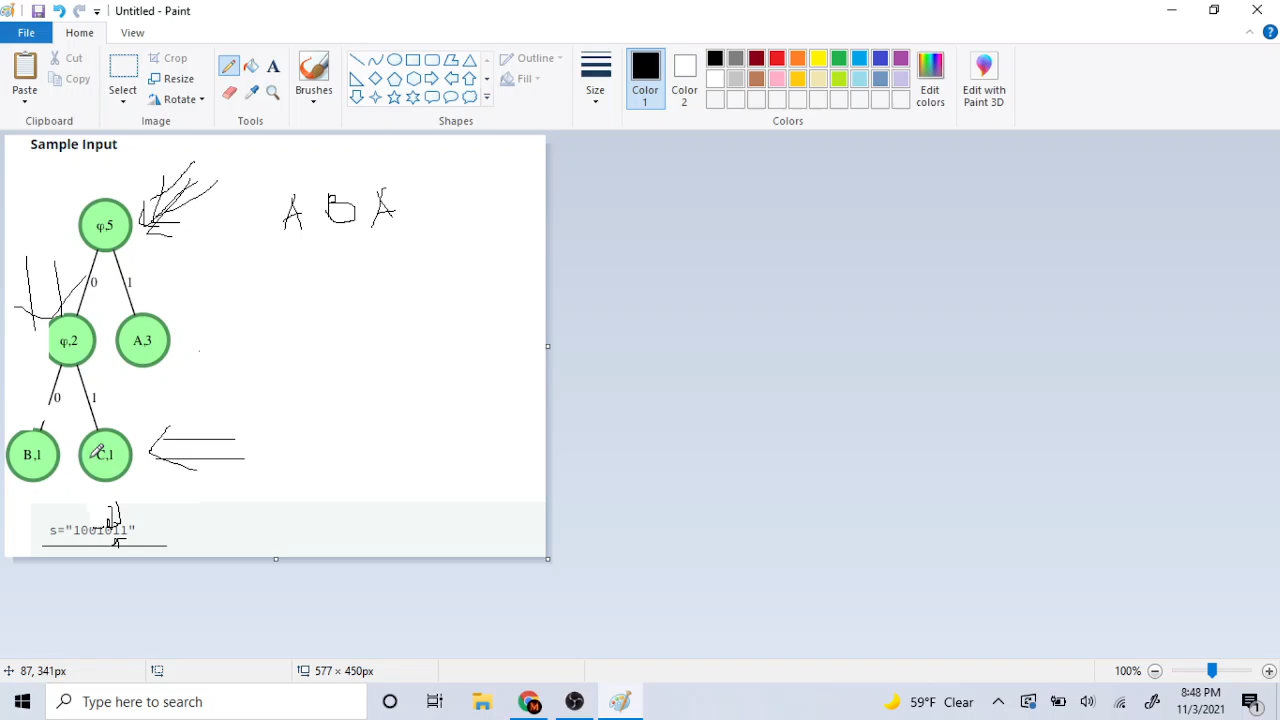 Untitled - Paint
File Home View
Paste Cut Copy Clipboard
Select Crop Resize Rotate Image
A Tools
Brushes
Outline Fill Shapes
Size
Color 1 Color 2 Edit colors Colors
Edit with Paint 3D
Sample Input
φ,5
A B A
0 1
φ,2 A,3
0 1
B,1 C,1
s="1001011"
87, 341px 577 × 450px 100%
Type here to search
59°F Clear
8:48 PM
11/3/2021